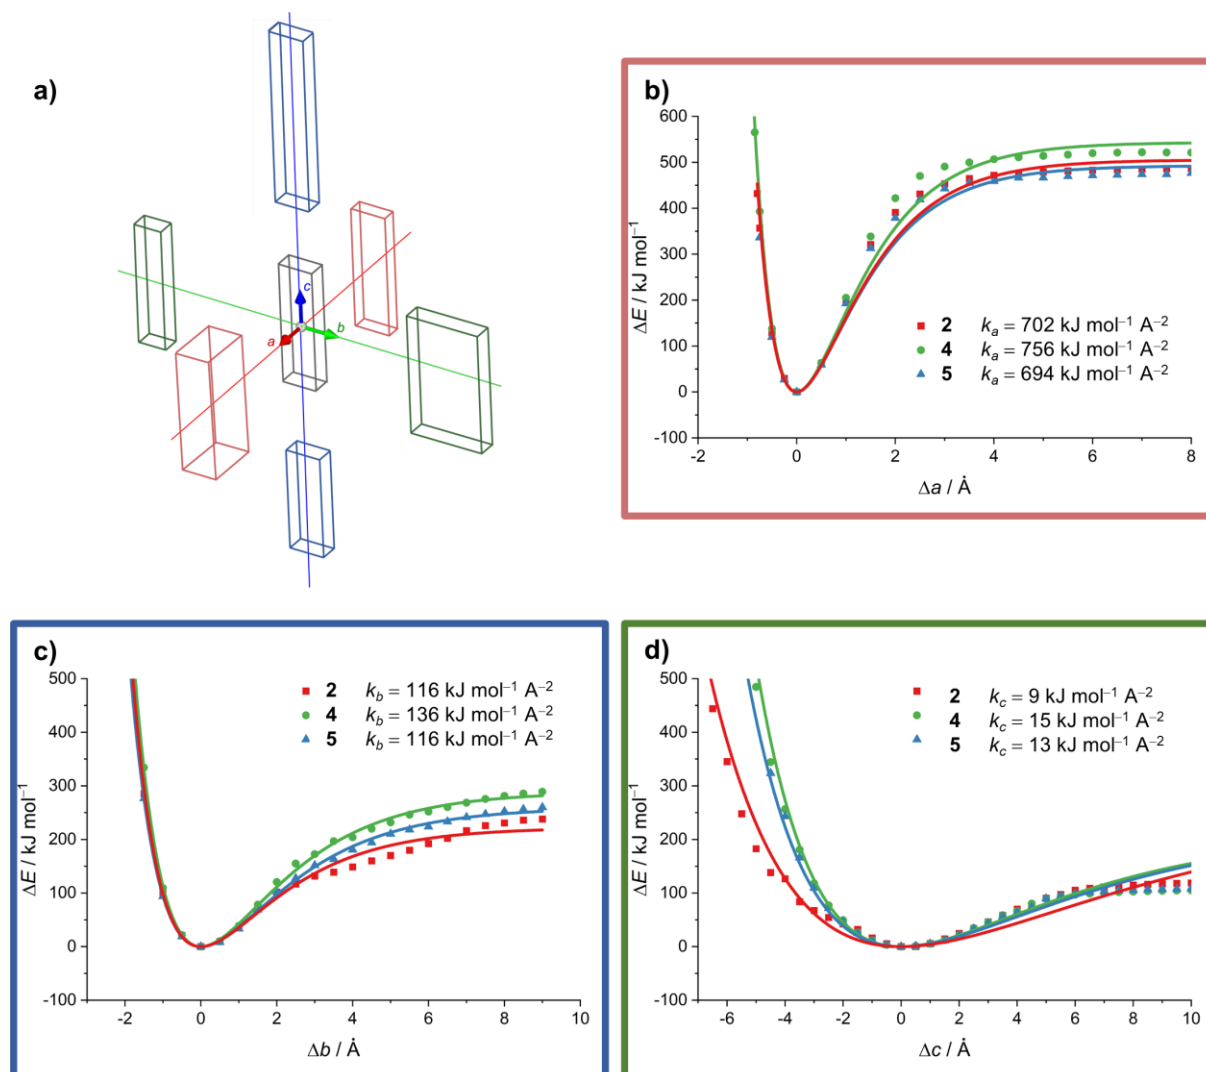 a)
c
b
a
b)
600
500
400
300
200
100
0
-100
ΔE / kJ mol⁻¹
2 kₐ = 702 kJ mol⁻¹ A⁻²
4 kₐ = 756 kJ mol⁻¹ A⁻²
5 kₐ = 694 kJ mol⁻¹ A⁻²
-2 0 2 4 6 8
Δa / Å
c)
500
400
300
200
100
0
-100
ΔE / kJ mol⁻¹
2 k_b = 116 kJ mol⁻¹ A⁻²
4 k_b = 136 kJ mol⁻¹ A⁻²
5 k_b = 116 kJ mol⁻¹ A⁻²
-2 0 2 4 6 8 10
Δb / Å
d)
500
400
300
200
100
0
-100
ΔE / kJ mol⁻¹
2 k_c = 9 kJ mol⁻¹ A⁻²
4 k_c = 15 kJ mol⁻¹ A⁻²
5 k_c = 13 kJ mol⁻¹ A⁻²
-6 -4 -2 0 2 4 6 8 10
Δc / Å